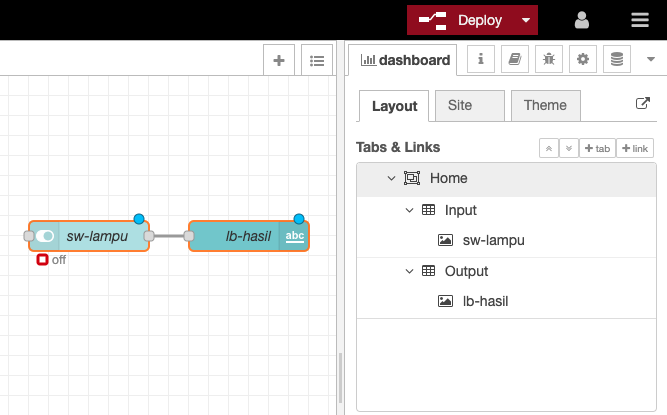 Deploy
dashboard
i
Layout
Site
Theme
Tabs & Links
+ tab
+ link
Home
Input
sw-lampu
Output
lb-hasil
sw-lampu
off
lb-hasil
abc